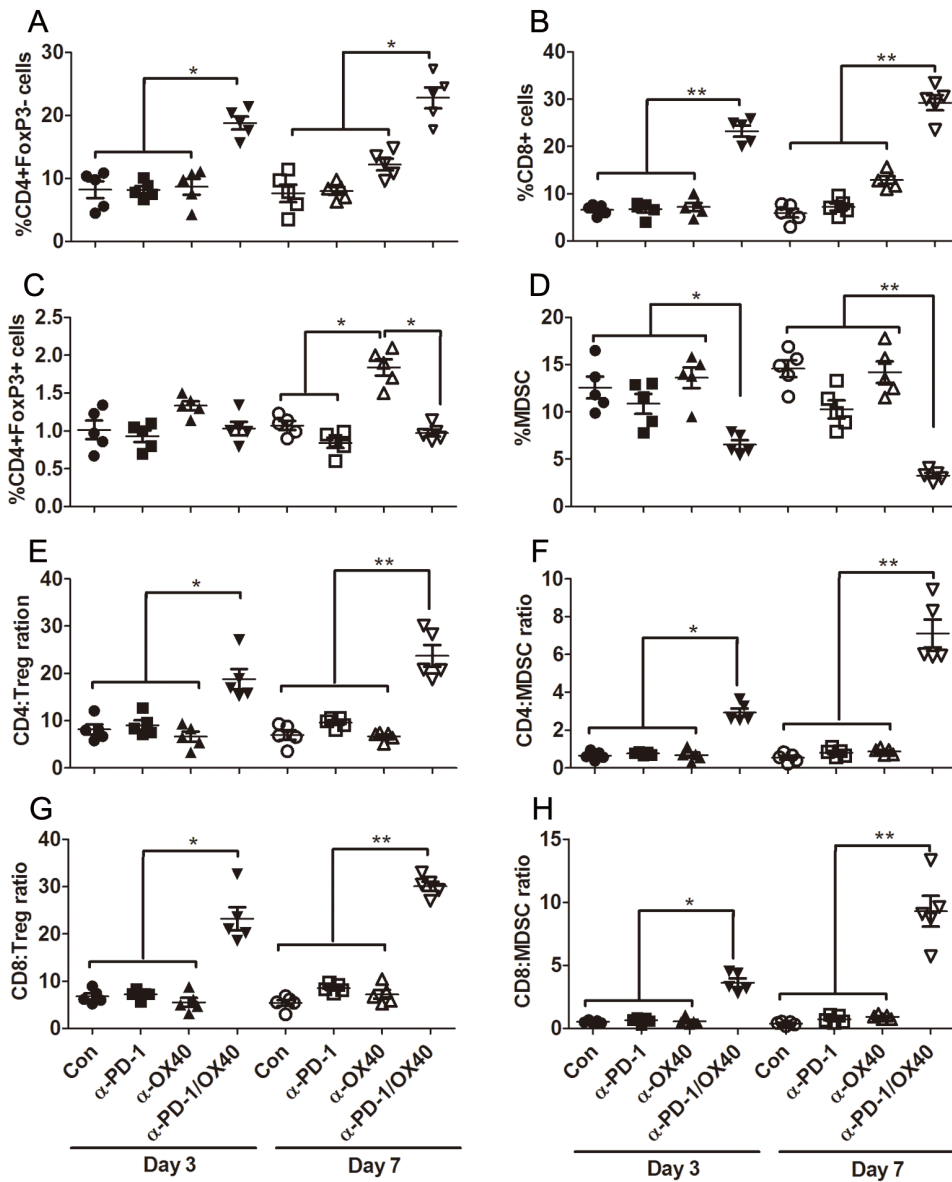 A
%CD4+FoxP3- cells
30
20
10
0
*
*
B
%CD8+ cells
40
30
20
10
0
**
**
C
%CD4+FoxP3+ cells
2.5
2.0
1.5
1.0
0.5
0.0
*
*
D
%MDSC
20
15
10
5
0
*
**
E
CD4:Treg ration
40
30
20
10
0
*
**
F
CD4:MDSC ratio
10
8
6
4
2
0
*
**
G
CD8:Treg ratio
40
30
20
10
0
*
**
H
CD8:MDSC ratio
15
10
5
0
*
**
Con
α-PD-1
α-OX40
α-PD-1/OX40
Con
α-PD-1
α-OX40
α-PD-1/OX40
Day 3
Day 7
Con
α-PD-1
α-OX40
α-PD-1/OX40
Con
α-PD-1
α-OX40
α-PD-1/OX40
Day 3
Day 7